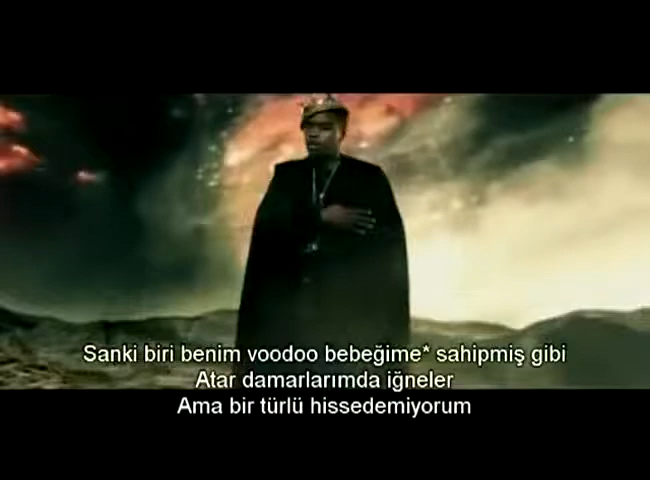 Sanki biri benim voodoo bebeğime* sahipmiş gibi
Atar damarlarımda iğneler
Ama bir türlü hissedemiyorum